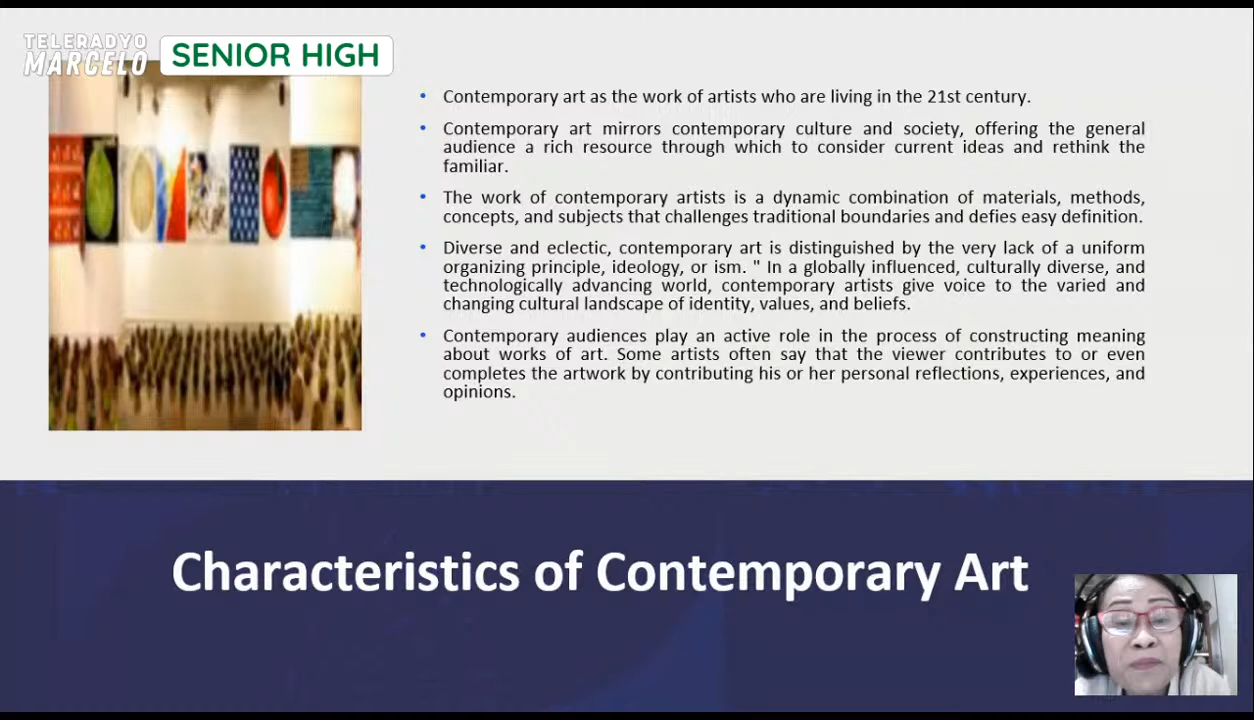 TELERADYO
MARCELO
SENIOR HIGH
• Contemporary art as the work of artists who are living in the 21st century.
• Contemporary art mirrors contemporary culture and society, offering the general
audience a rich resource through which to consider current ideas and rethink the
familiar.
• The work of contemporary artists is a dynamic combination of materials, methods,
concepts, and subjects that challenges traditional boundaries and defies easy definition.
• Diverse and eclectic, contemporary art is distinguished by the very lack of a uniform
organizing principle, ideology, or ism. " In a globally influenced, culturally diverse, and
technologically advancing world, contemporary artists give voice to the varied and
changing cultural landscape of identity, values, and beliefs.
• Contemporary audiences play an active role in the process of constructing meaning
about works of art. Some artists often say that the viewer contributes to or even
completes the artwork by contributing his or her personal reflections, experiences, and
opinions.
Characteristics of Contemporary Art